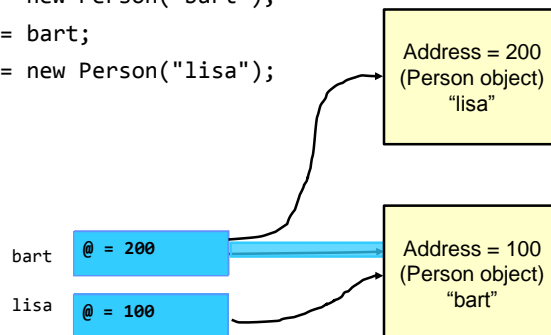 new Person("bart");
= bart;
= new Person("lisa");
Address = 200
(Person object)
“lisa”
bart
@ = 200
lisa
@ = 100
Address = 100
(Person object)
“bart”